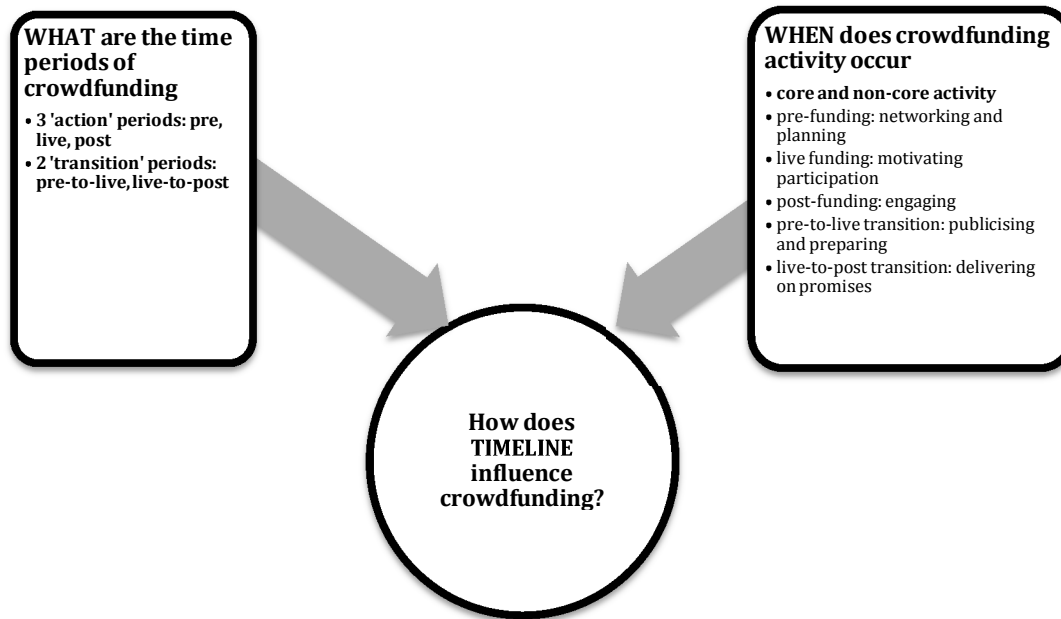 WHAT are the time
periods of
crowdfunding
• 3 'action' periods: pre,
live, post
• 2 'transition' periods:
pre-to-live, live-to-post
WHEN does crowdfunding
activity occur
• core and non-core activity
• pre-funding: networking and
planning
• live funding: motivating
participation
• post-funding: engaging
• pre-to-live transition: publicising
and preparing
• live-to-post transition: delivering
on promises
How does
TIMELINE
influence
crowdfunding?